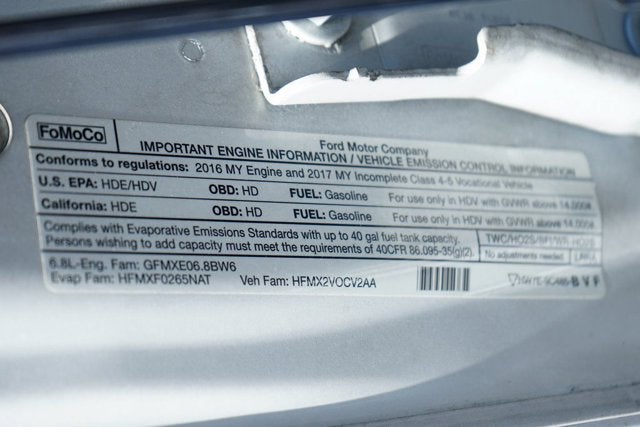 FoMoCo
Ford Motor Company
IMPORTANT ENGINE INFORMATION / VEHICLE EMISSION CONTROL INFORMATION
Conforms to regulations: 2016 MY Engine and 2017 MY Incomplete Class 4-5 Vocational Vehicle
U.S. EPA: HDE/HDV OBD: HD FUEL: Gasoline For use only in HDV with GVWR above 14,000#
California: HDE OBD: HD FUEL: Gasoline For use only in HDV with GVWR above 14,000#
Complies with Evaporative Emissions Standards with up to 40 gal fuel tank capacity.
Persons wishing to add capacity must meet the requirements of 40CFR 86.095-35(g)(2).
No adjustments needed.
6.8L-Eng. Fam: GFMXE06.8BW6
Evap Fam: HFMXF0265NAT Veh Fam: HFMX2VOCV2AA
BVF